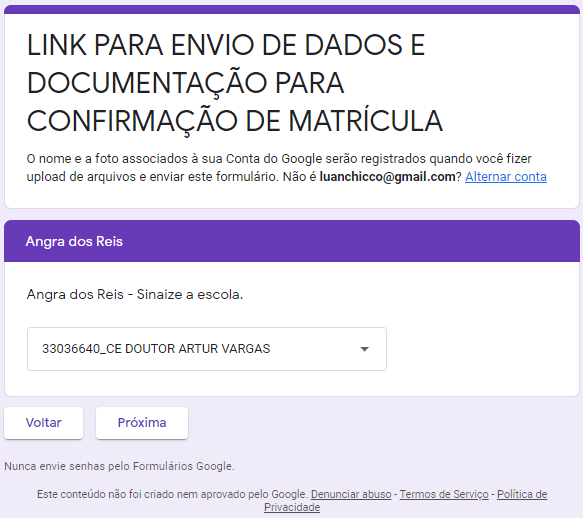 LINK PARA ENVIO DE DADOS E
DOCUMENTAÇÃO PARA
CONFIRMAÇÃO DE MATRÍCULA
O nome e a foto associados à sua Conta do Google serão registrados quando você fizer
upload de arquivos e enviar este formulário. Não é luanchicco@gmail.com? Alternar conta
Angra dos Reis
Angra dos Reis - Sinaize a escola.
33036640_CE DOUTOR ARTUR VARGAS
Voltar
Próxima
Nunca envie senhas pelo Formulários Google.
Este conteúdo não foi criado nem aprovado pelo Google. Denunciar abuso - Termos de Serviço - Política de
Privacidade